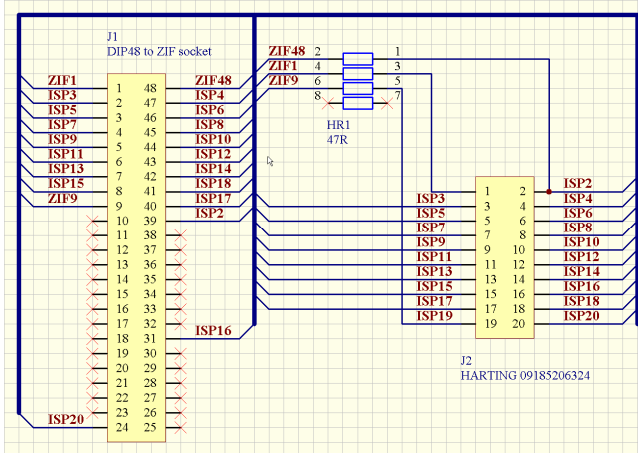 J1
DIP48 to ZIF socket
ZIF1 1 48 ZIF48
ISP3 2 47 ISP4
ISP5 3 46 ISP6
ISP7 4 45 ISP8
ISP9 5 44 ISP10
ISP11 6 43 ISP12
ISP13 7 42 ISP14
ISP15 8 41 ISP18
ZIF9 9 40 ISP17
10 39 ISP2
11 38
12 37
13 36
14 35
15 34
16 33
17 32
18 31 ISP16
19 30
20 29
21 28
22 27
23 26
ISP20 24 25
ZIF48 2 1
ZIF1 4 3
ZIF9 6 5
8 7
HR1
47R
1 2 ISP2
ISP3 3 4 ISP4
ISP5 5 6 ISP6
ISP7 7 8 ISP8
ISP9 9 10 ISP10
ISP11 11 12 ISP12
ISP13 13 14 ISP14
ISP15 15 16 ISP16
ISP17 17 18 ISP18
ISP19 19 20 ISP20
J2
HARTING 09185206324